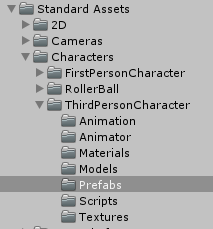 Standard Assets
2D
Cameras
Characters
FirstPersonCharacter
RollerBall
ThirdPersonCharacter
Animation
Animator
Materials
Models
Prefabs
Scripts
Textures